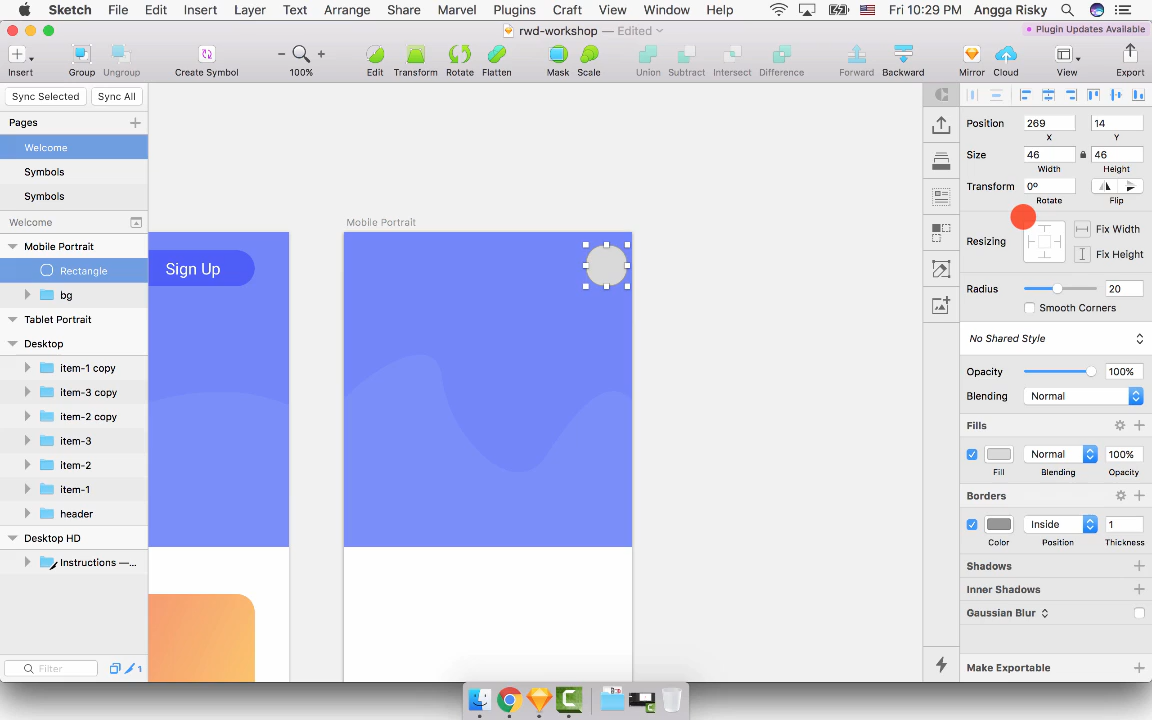 Sketch File Edit Insert Layer Text Arrange Share Marvel Plugins Craft View Window Help Fri 10:29 PM Angga Risky
rwd-workshop — Edited
Plugin Updates Available
Insert Group Ungroup Create Symbol 100% Edit Transform Rotate Flatten Mask Scale Union Subtract Intersect Difference Forward Backward Mirror Cloud View Export
Sync Selected Sync All
Pages
Welcome
Symbols
Symbols
Welcome
Mobile Portrait
Rectangle
bg
Tablet Portrait
Desktop
item-1 copy
item-3 copy
item-2 copy
item-3
item-2
item-1
header
Desktop HD
Instructions —...
Filter
1
Mobile Portrait
Sign Up
Position 269 14
X Y
Size 46 46
Width Height
Transform 0º
Rotate Flip
Resizing
Fix Width
Fix Height
Radius 20
Smooth Corners
No Shared Style
Opacity 100%
Blending Normal
Fills
Normal 100%
Fill Blending Opacity
Borders
Inside 1
Color Position Thickness
Shadows
Inner Shadows
Gaussian Blur
Make Exportable